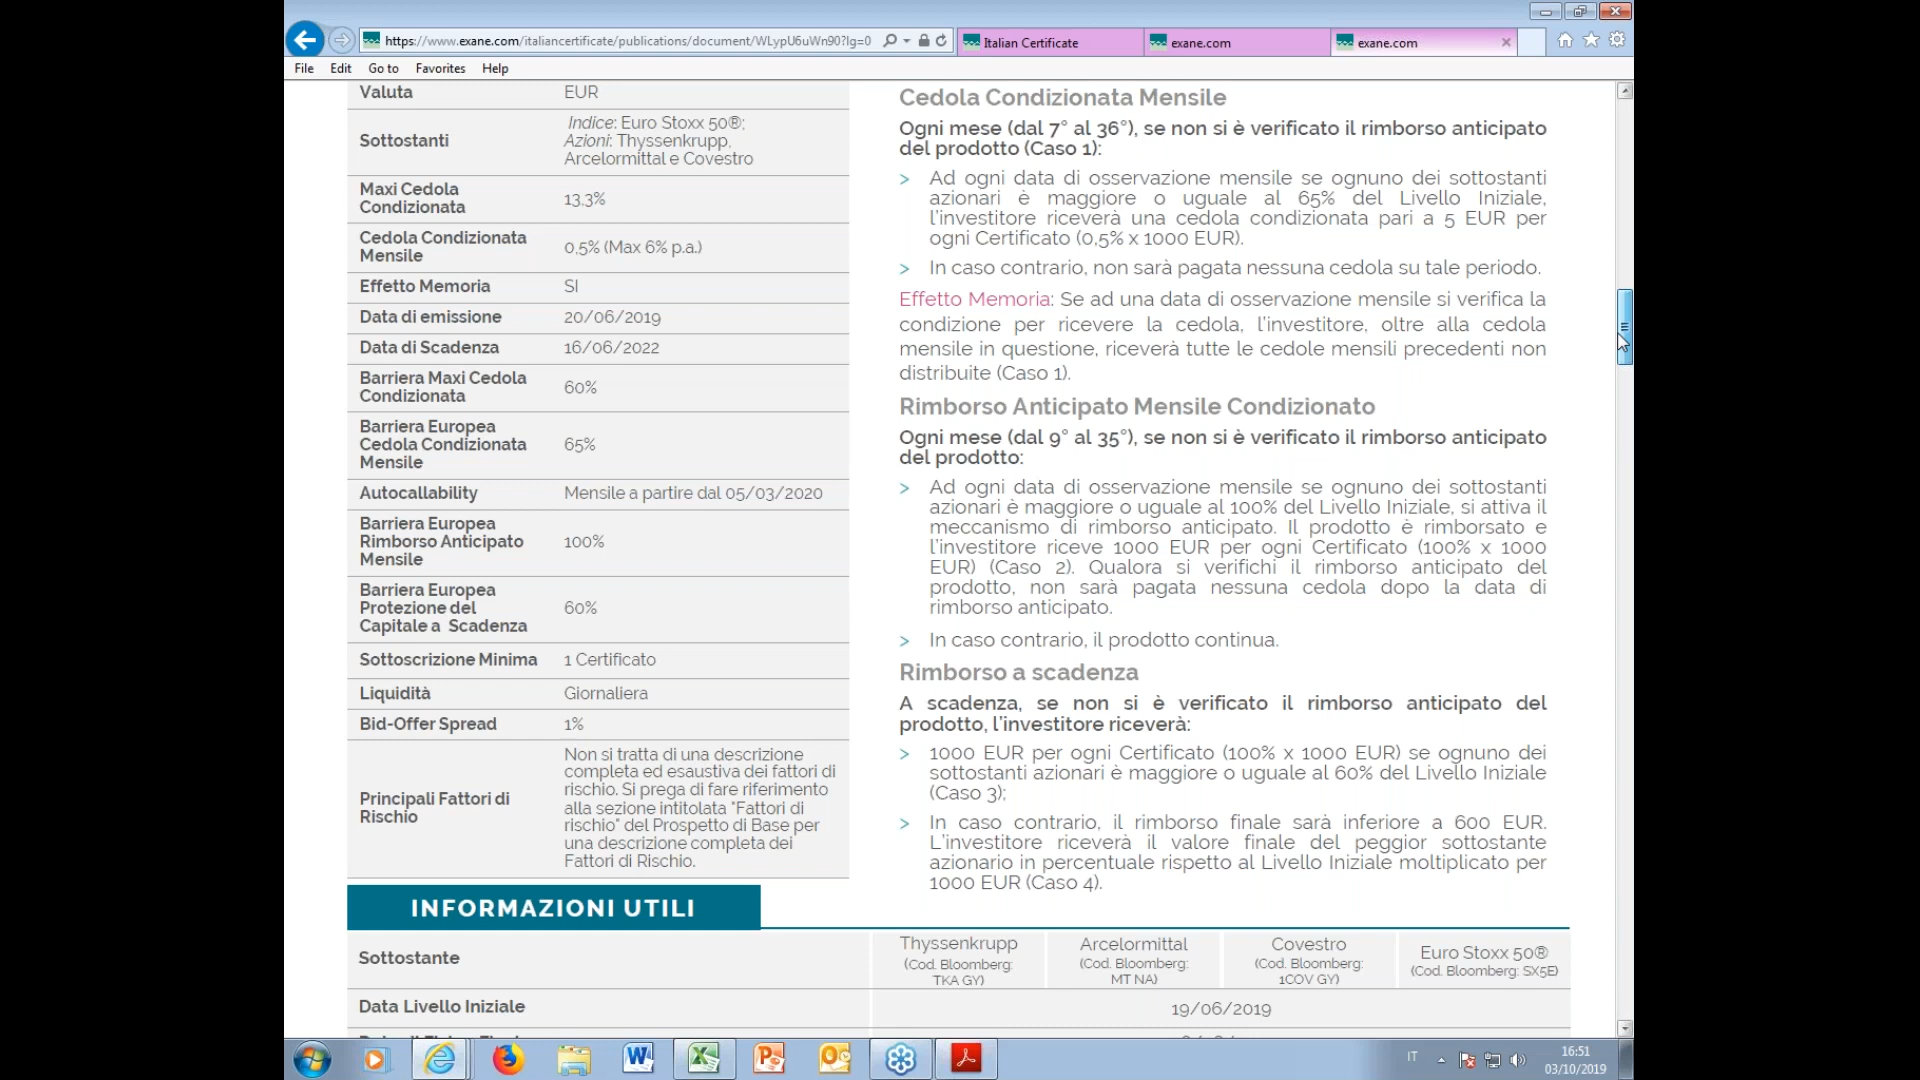 https://www.exane.com/italiancertificate/publications/document/WLypU6uWn90?lg=0
Italian Certificate
exane.com
exane.com
File Edit Go to Favorites Help
Valuta EUR
Sottostanti
Indice: Euro Stoxx 50®;
Azioni: Thyssenkrupp,
Arcelormittal e Covestro
Maxi Cedola
Condizionata
13,3%
Cedola Condizionata
Mensile
0,5% (Max 6% p.a.)
Effetto Memoria SI
Data di emissione 20/06/2019
Data di Scadenza 16/06/2022
Barriera Maxi Cedola
Condizionata
60%
Barriera Europea
Cedola Condizionata
Mensile
65%
Autocallability Mensile a partire dal 05/03/2020
Barriera Europea
Rimborso Anticipato
Mensile
100%
Barriera Europea
Protezione del
Capitale a Scadenza
60%
Sottoscrizione Minima 1 Certificato
Liquidità Giornaliera
Bid-Offer Spread 1%
Principali Fattori di
Rischio
Non si tratta di una descrizione
completa ed esaustiva dei fattori di
rischio. Si prega di fare riferimento
alla sezione intitolata "Fattori di
rischio" del Prospetto di Base per
una descrizione completa dei
Fattori di Rischio.
Cedola Condizionata Mensile
Ogni mese (dal 7° al 36°), se non si è verificato il rimborso anticipato
del prodotto (Caso 1):
> Ad ogni data di osservazione mensile se ognuno dei sottostanti
azionari è maggiore o uguale al 65% del Livello Iniziale,
l'investitore riceverà una cedola condizionata pari a 5 EUR per
ogni Certificato (0,5% x 1000 EUR).
> In caso contrario, non sarà pagata nessuna cedola su tale periodo.
Effetto Memoria: Se ad una data di osservazione mensile si verifica la
condizione per ricevere la cedola, l'investitore, oltre alla cedola
mensile in questione, riceverà tutte le cedole mensili precedenti non
distribuite (Caso 1).
Rimborso Anticipato Mensile Condizionato
Ogni mese (dal 9° al 35°), se non si è verificato il rimborso anticipato
del prodotto:
> Ad ogni data di osservazione mensile se ognuno dei sottostanti
azionari è maggiore o uguale al 100% del Livello Iniziale, si attiva il
meccanismo di rimborso anticipato. Il prodotto è rimborsato e
l'investitore riceve 1000 EUR per ogni Certificato (100% x 1000
EUR) (Caso 2). Qualora si verifichi il rimborso anticipato del
prodotto, non sarà pagata nessuna cedola dopo la data di
rimborso anticipato.
> In caso contrario, il prodotto continua.
Rimborso a scadenza
A scadenza, se non si è verificato il rimborso anticipato del
prodotto, l'investitore riceverà:
> 1000 EUR per ogni Certificato (100% x 1000 EUR) se ognuno dei
sottostanti azionari è maggiore o uguale al 60% del Livello Iniziale
(Caso 3);
> In caso contrario, il rimborso finale sarà inferiore a 600 EUR.
L'investitore riceverà il valore finale del peggior sottostante
azionario in percentuale rispetto al Livello Iniziale moltiplicato per
1000 EUR (Caso 4).
INFORMAZIONI UTILI
Sottostante
Thyssenkrupp
(Cod. Bloomberg:
TKA GY)
Arcelormittal
(Cod. Bloomberg:
MT NA)
Covestro
(Cod. Bloomberg:
1COV GY)
Euro Stoxx 50®
(Cod. Bloomberg: SX5E)
Data Livello Iniziale 19/06/2019
IT
16:51
03/10/2019